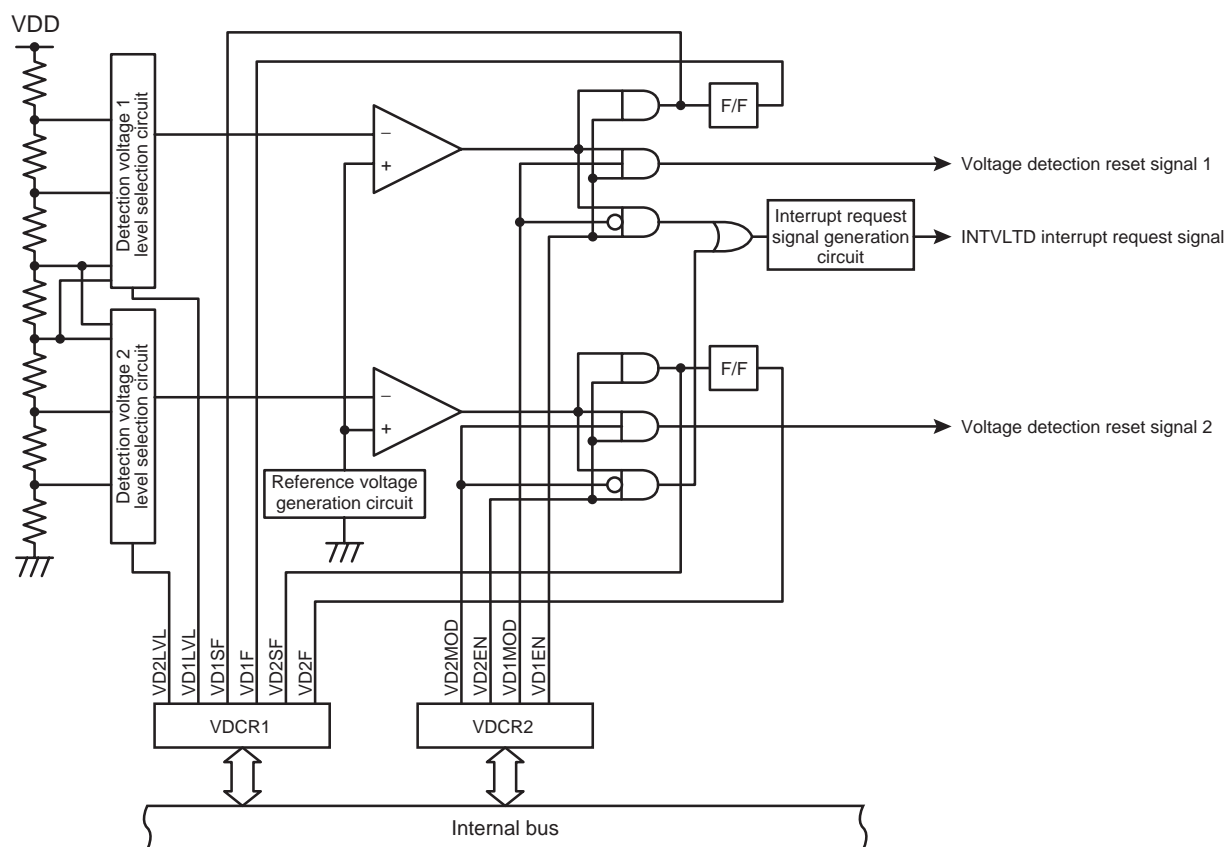 VDD
Detection voltage 1
level selection circuit
−
+
F/F
Voltage detection reset signal 1
Interrupt request
signal generation
circuit
INTVLTD interrupt request signal
Detection voltage 2
level selection circuit
−
+
F/F
Voltage detection reset signal 2
Reference voltage
generation circuit
VD2LVL
VD1LVL
VD1SF
VD1F
VD2SF
VD2F
VD2MOD
VD2EN
VD1MOD
VD1EN
VDCR1
VDCR2
Internal bus